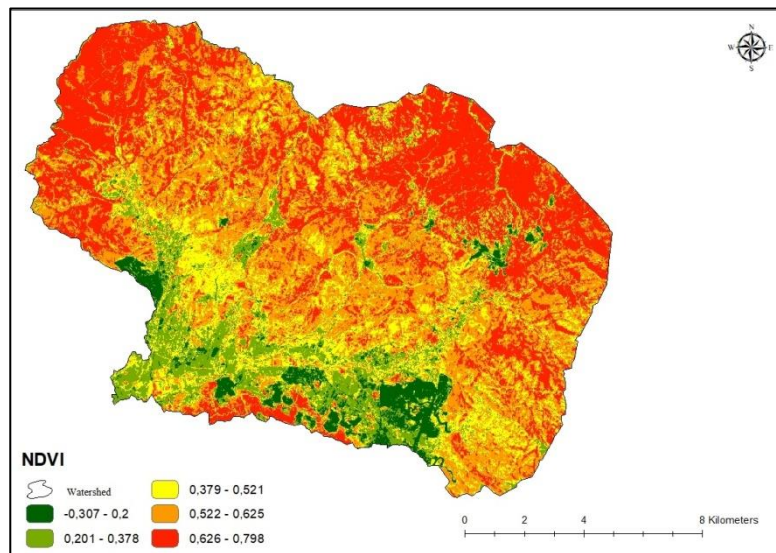 N
W E
S
NDVI
Watershed
-0,307 - 0,2
0,201 - 0,378
0,379 - 0,521
0,522 - 0,625
0,626 - 0,798
0 2 4 8 Kilometers